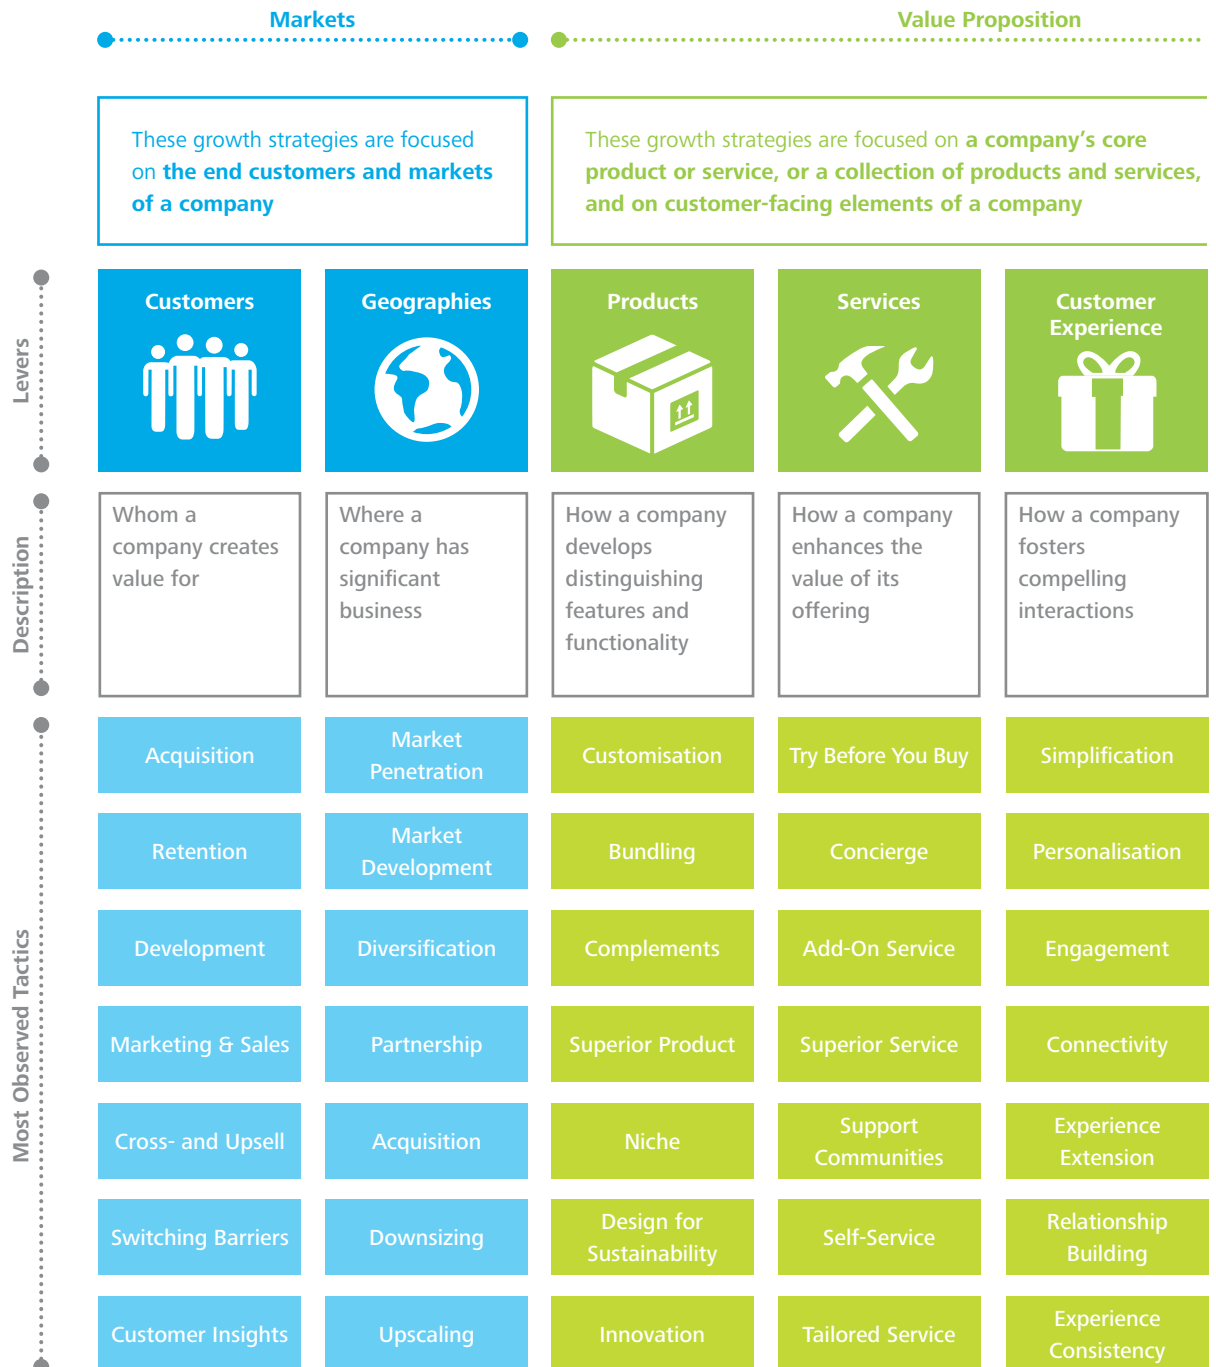 Markets
Value Proposition
These growth strategies are focused
on the end customers and markets
of a company
These growth strategies are focused on a company's core
product or service, or a collection of products and services,
and on customer-facing elements of a company
Levers
Customers
Geographies
Products
Services
Customer
Experience
Description
Whom a
company creates
value for
Where a
company has
significant
business
How a company
develops
distinguishing
features and
functionality
How a company
enhances the
value of its
offering
How a company
fosters
compelling
interactions
Most Observed Tactics
Acquisition
Market
Penetration
Customisation
Try Before You Buy
Simplification
Retention
Market
Development
Bundling
Concierge
Personalisation
Development
Diversification
Complements
Add-On Service
Engagement
Marketing & Sales
Partnership
Superior Product
Superior Service
Connectivity
Cross- and Upsell
Acquisition
Niche
Support
Communities
Experience
Extension
Switching Barriers
Downsizing
Design for
Sustainability
Self-Service
Relationship
Building
Customer Insights
Upscaling
Innovation
Tailored Service
Experience
Consistency